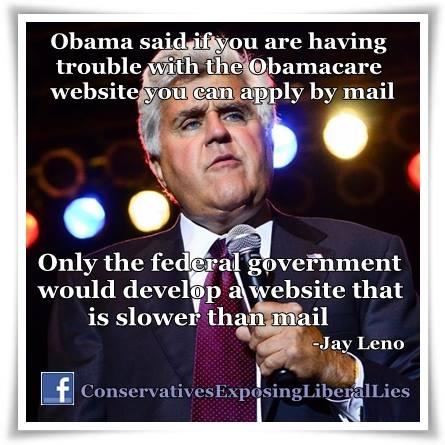 Obama said if you are having
trouble with the Obamacare
website you can apply by mail
Only the federal government
would develop a website that
is slower than mail
-Jay Leno
f ConservativesExposingLiberalLies